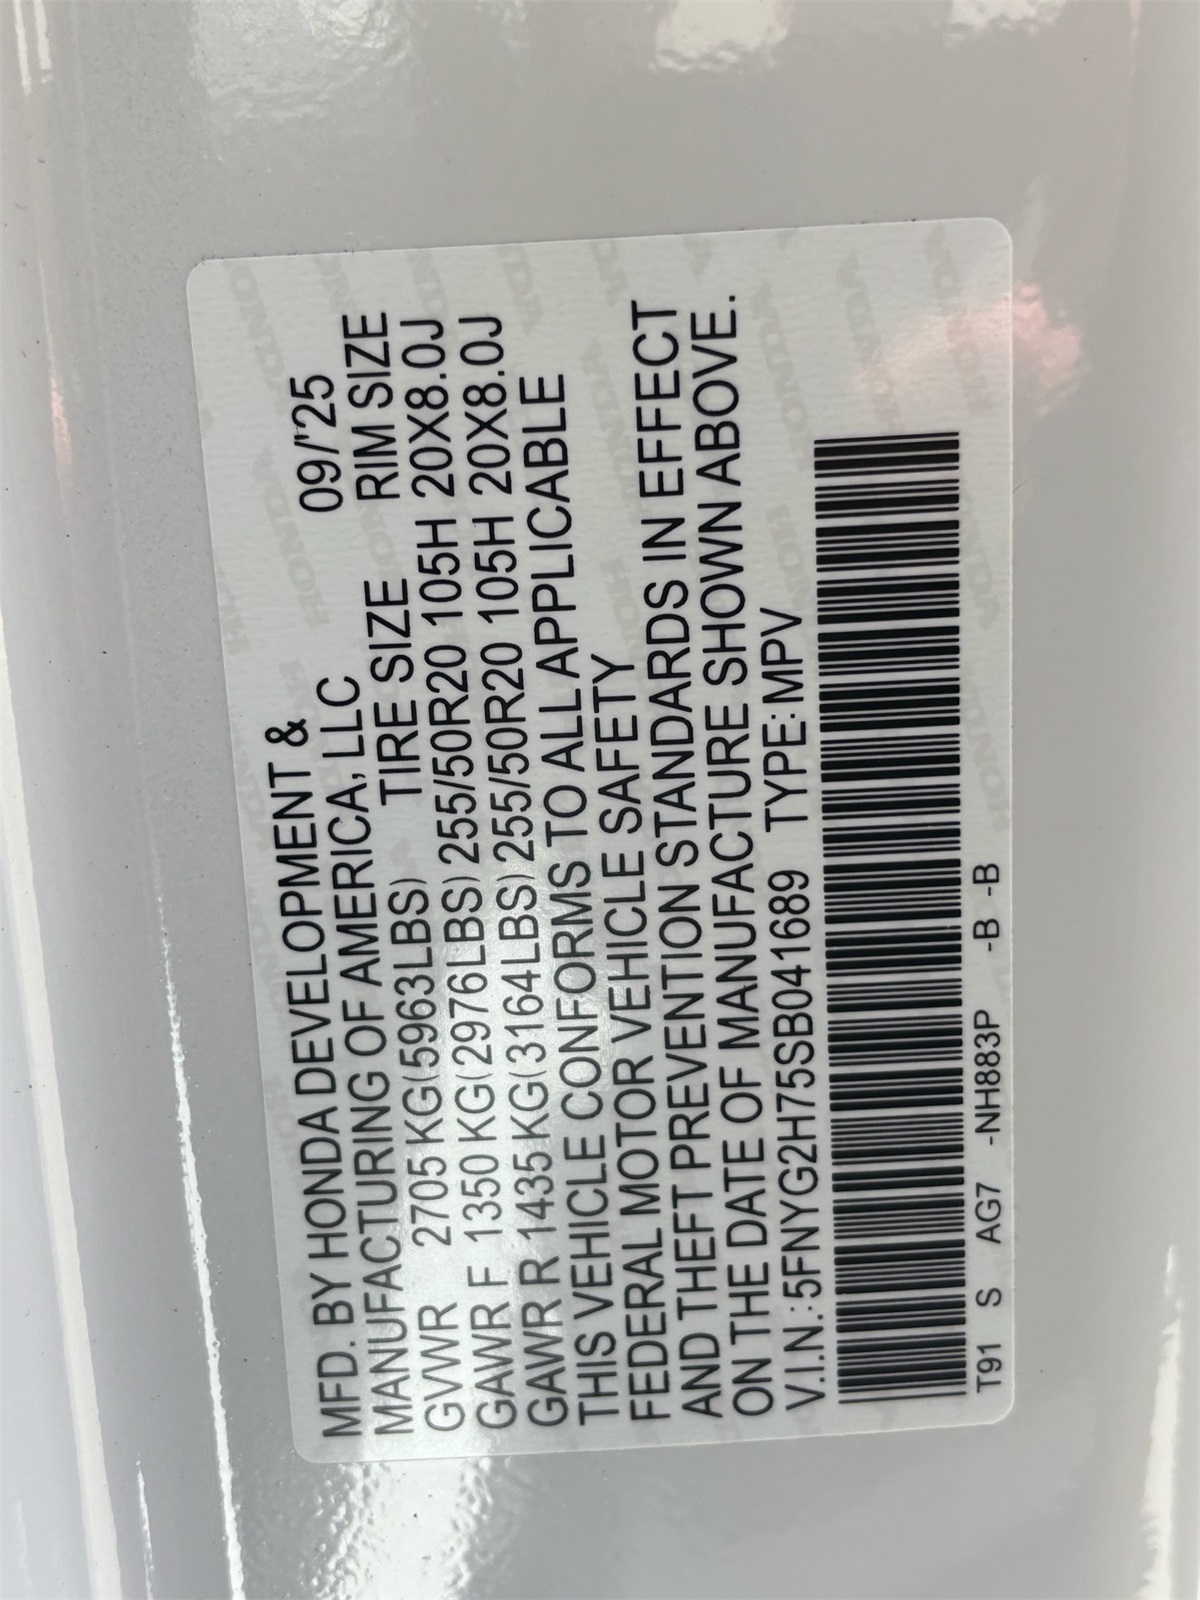 MFD. BY HONDA DEVELOPMENT &
MANUFACTURING OF AMERICA, LLC 09/'25
TIRE SIZE RIM SIZE
GVWR 2705 KG(5963LBS)
GAWR F 1350 KG(2976LBS) 255/50R20 105H 20X8.0J
GAWR R 1435 KG(3164LBS) 255/50R20 105H 20X8.0J
THIS VEHICLE CONFORMS TO ALL APPLICABLE
FEDERAL MOTOR VEHICLE SAFETY
AND THEFT PREVENTION STANDARDS IN EFFECT
ON THE DATE OF MANUFACTURE SHOWN ABOVE.
V.I.N.: 5FNYG2H75SB041689 TYPE: MPV
T91 S AG7 -NH883P -B -B